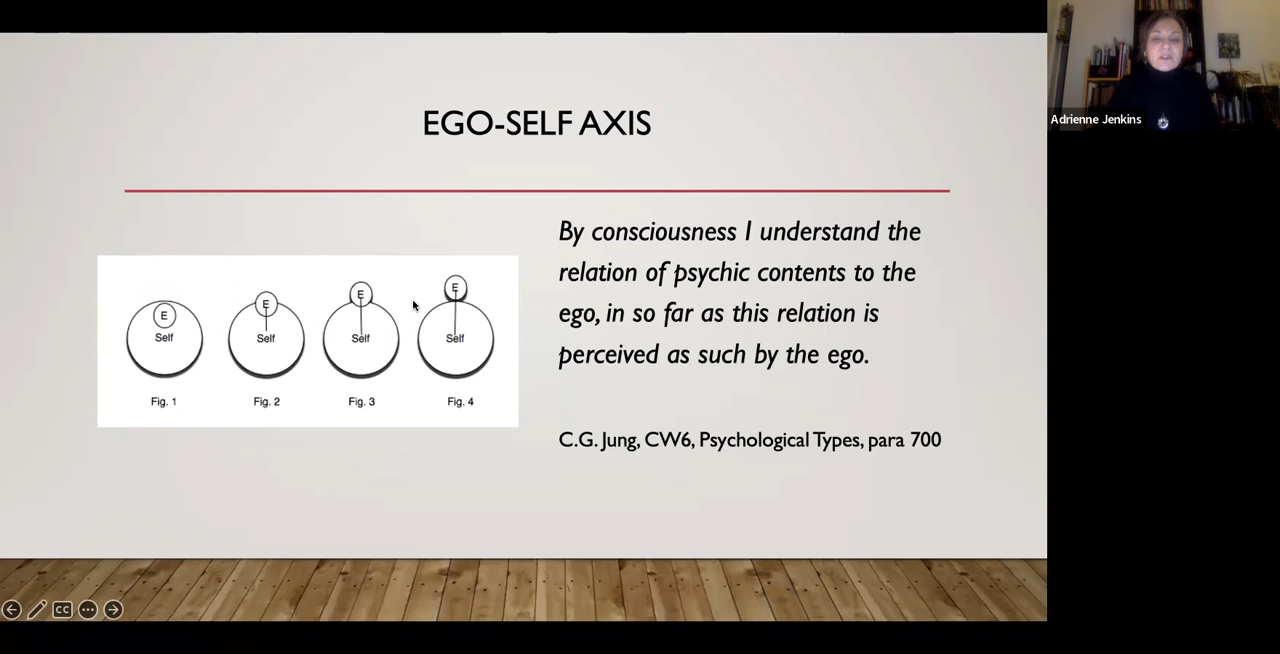 EGO-SELF AXIS
E
Self
Fig. 1
E
Self
Fig. 2
E
Self
Fig. 3
E
Self
Fig. 4
By consciousness I understand the
relation of psychic contents to the
ego, in so far as this relation is
perceived as such by the ego.
C.G. Jung, CW6, Psychological Types, para 700
Adrienne Jenkins
CC